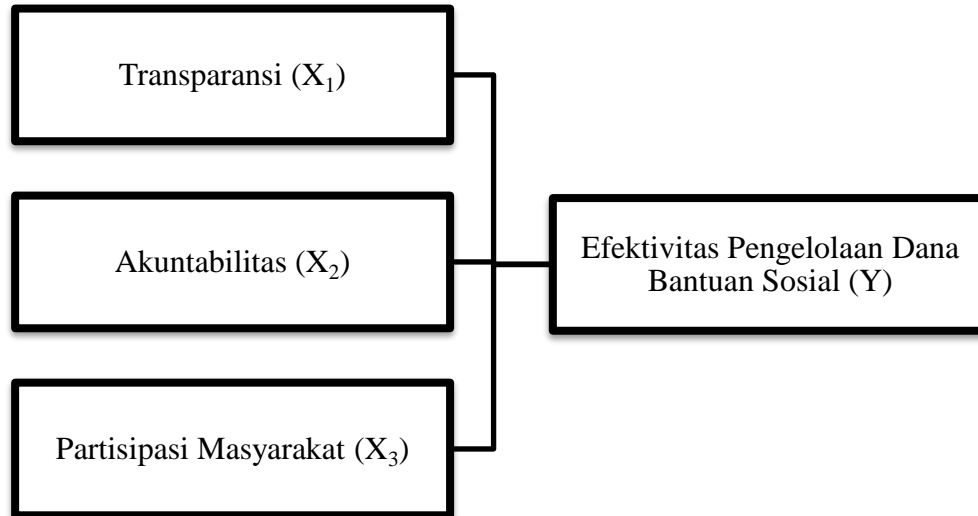 Transparansi (X₁)
Akuntabilitas (X₂)
Efektivitas Pengelolaan Dana
Bantuan Sosial (Y)
Partisipasi Masyarakat (X₃)